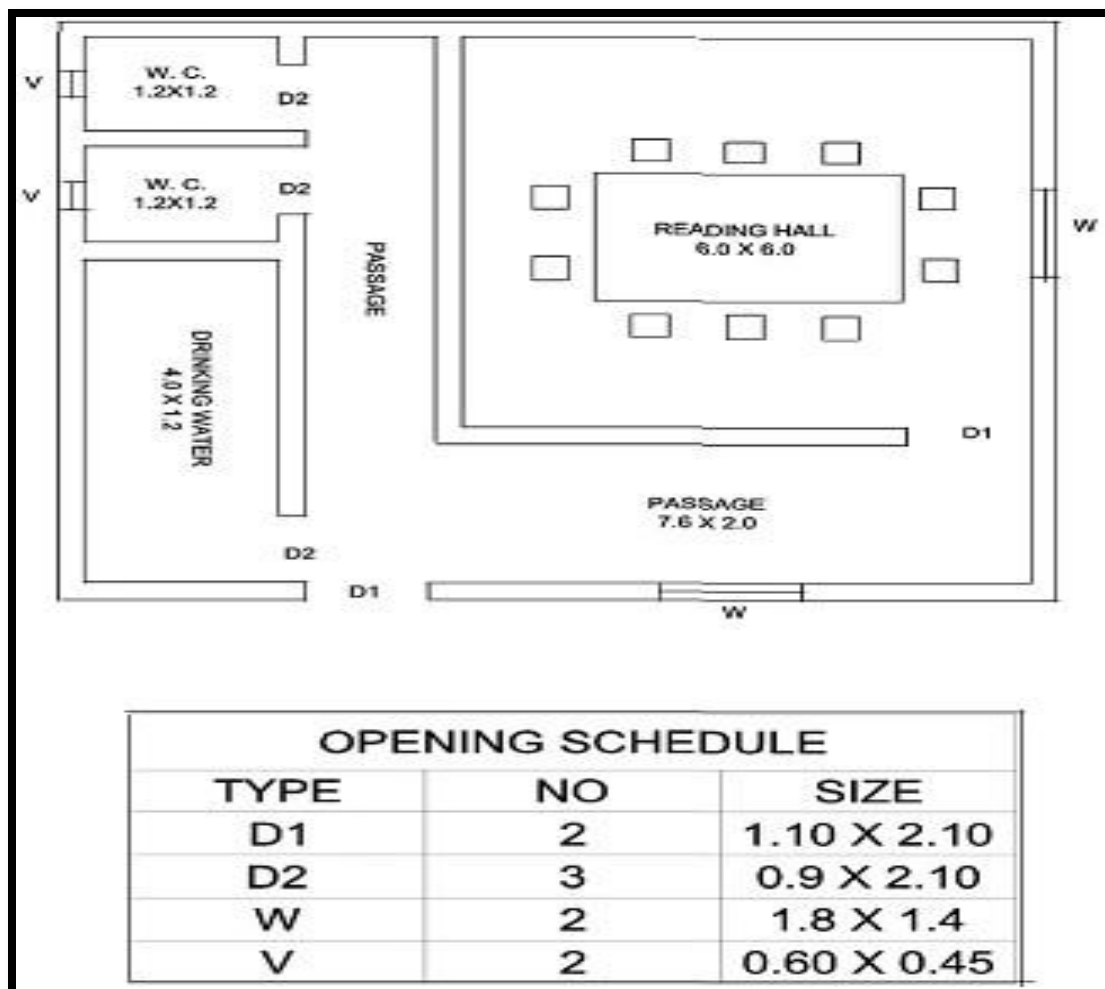 V
W. C.
1.2X1.2
D2
V
W. C.
1.2X1.2
D2
PASSAGE
READING HALL
6.0 X 6.0
W
DRINKING WATER
4.0 X 1.2
D1
PASSAGE
7.6 X 2.0
D2
D1
W
OPENING SCHEDULE
TYPE NO SIZE
D1 2 1.10 X 2.10
D2 3 0.9 X 2.10
W 2 1.8 X 1.4
V 2 0.60 X 0.45